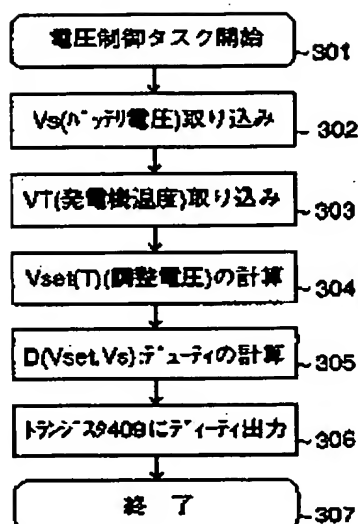 電圧制御タスク開始
301
Vs(バッテリ電圧)取り込み
302
VT(発電機温度)取り込み
303
Vset(T)(調整電圧)の計算
304
D(Vset,Vs):デューティの計算
305
トランジスタ409にディーティ出力
306
終了
307